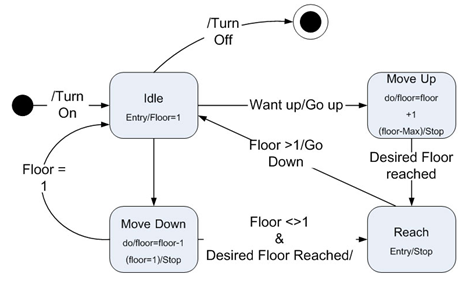 /Turn
Off
/Turn
On
Idle
Entry/Floor=1
Want up/Go up
Move Up
do/floor=floor
+1
(floor-Max)/Stop
Floor >1/Go
Down
Desired Floor
reached
Floor =
1
Move Down
do/floor=floor-1
(floor=1)/Stop
Floor <>1
&
Desired Floor Reached/
Reach
Entry/Stop